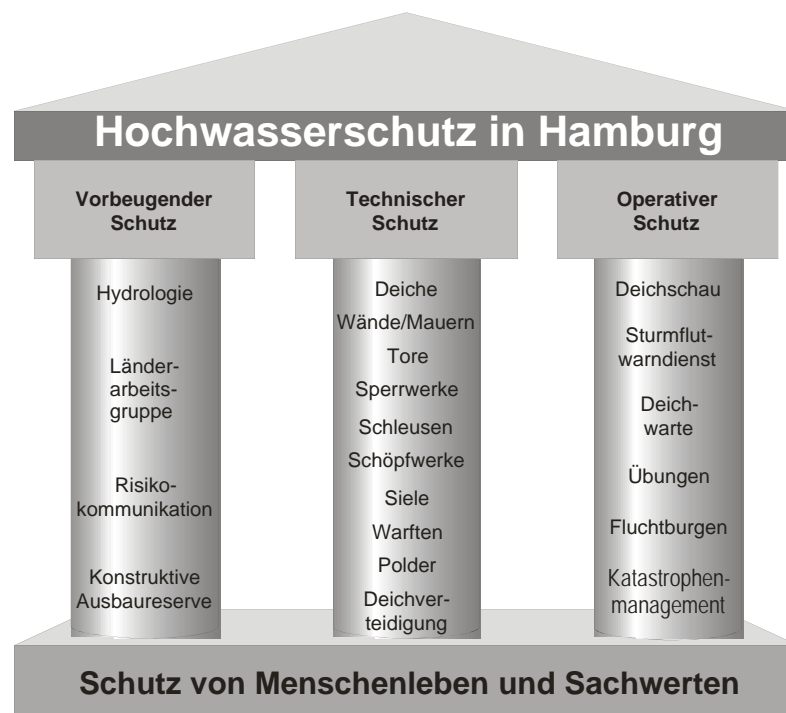 Hochwasserschutz in Hamburg
Vorbeugender
Schutz
Hydrologie
Länder-
arbeits-
gruppe
Risiko-
kommunikation
Konstruktive
Ausbaureserve
Technischer
Schutz
Deiche
Wände/Mauern
Tore
Sperrwerke
Schleusen
Schöpfwerke
Siele
Warften
Polder
Deichver-
teidigung
Operativer
Schutz
Deichschau
Sturmflut-
warndienst
Deich-
warte
Übungen
Fluchtburgen
Katastrophen-
management
Schutz von Menschenleben und Sachwerten